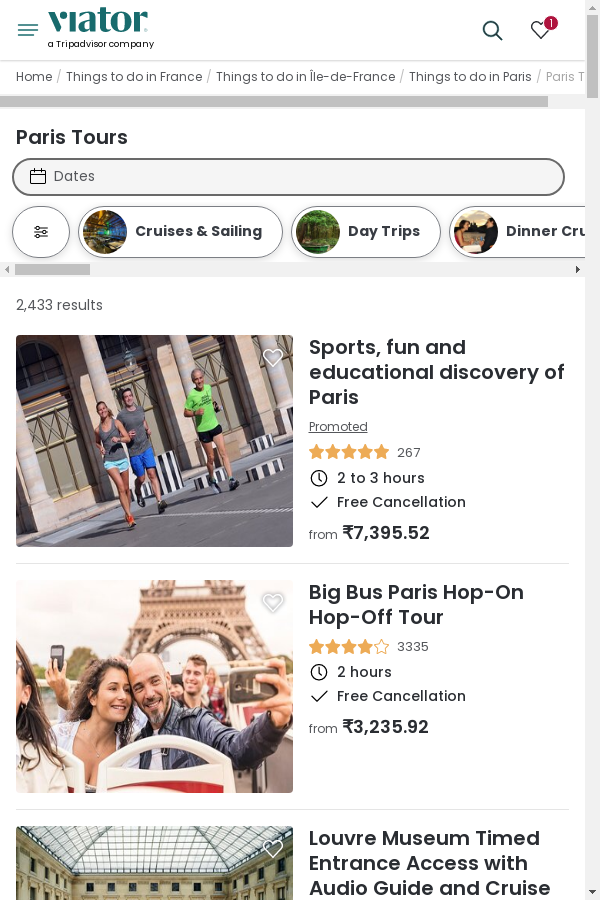 viator
a Tripadvisor company
1
Home / Things to do in France / Things to do in Île-de-France / Things to do in Paris / Paris T
Paris Tours
Dates
Cruises & Sailing
Day Trips
Dinner Cru
2,433 results
Sports, fun and
educational discovery of
Paris
Promoted
267
2 to 3 hours
Free Cancellation
from ₹7,395.52
Big Bus Paris Hop-On
Hop-Off Tour
3335
2 hours
Free Cancellation
from ₹3,235.92
Louvre Museum Timed
Entrance Access with
Audio Guide and Cruise